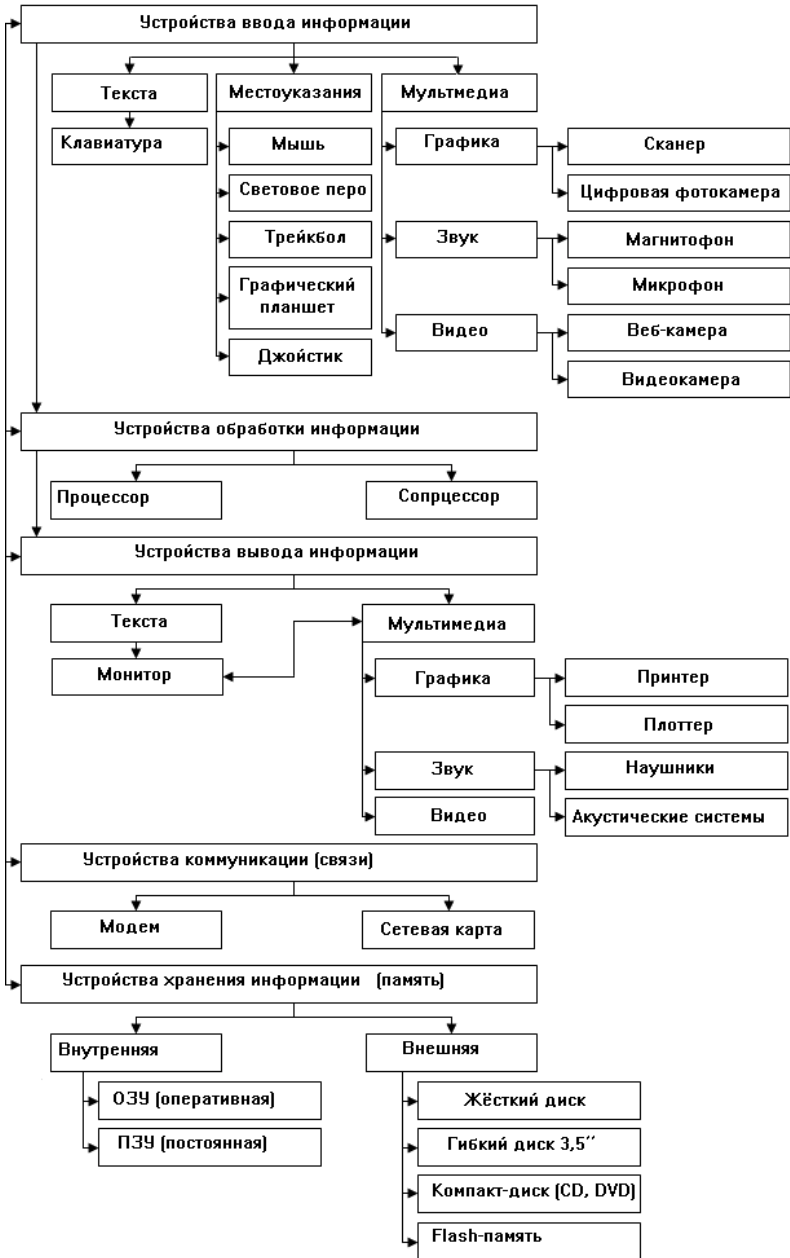 Устройства ввода информации
Текста
Местоуказания
Мультмедиа
Клавиатура
Мышь
Графика
Сканер
Световое перо
Цифровая фотокамера
Трейкбол
Звук
Магнитофон
Графический
планшет
Микрофон
Видео
Веб-камера
Джойстик
Видеокамера
Устройства обработки информации
Процессор
Сопрцессор
Устройства вывода информации
Текста
Мультимедиа
Монитор
Графика
Принтер
Плоттер
Звук
Наушники
Видео
Акустические системы
Устройства коммуникации (связи)
Модем
Сетевая карта
Устройства хранения информации (память)
Внутренняя
Внешняя
ОЗУ (оперативная)
Жёсткий диск
ПЗУ (постоянная)
Гибкий диск 3,5′′
Компакт-диск (CD, DVD)
Flash-память